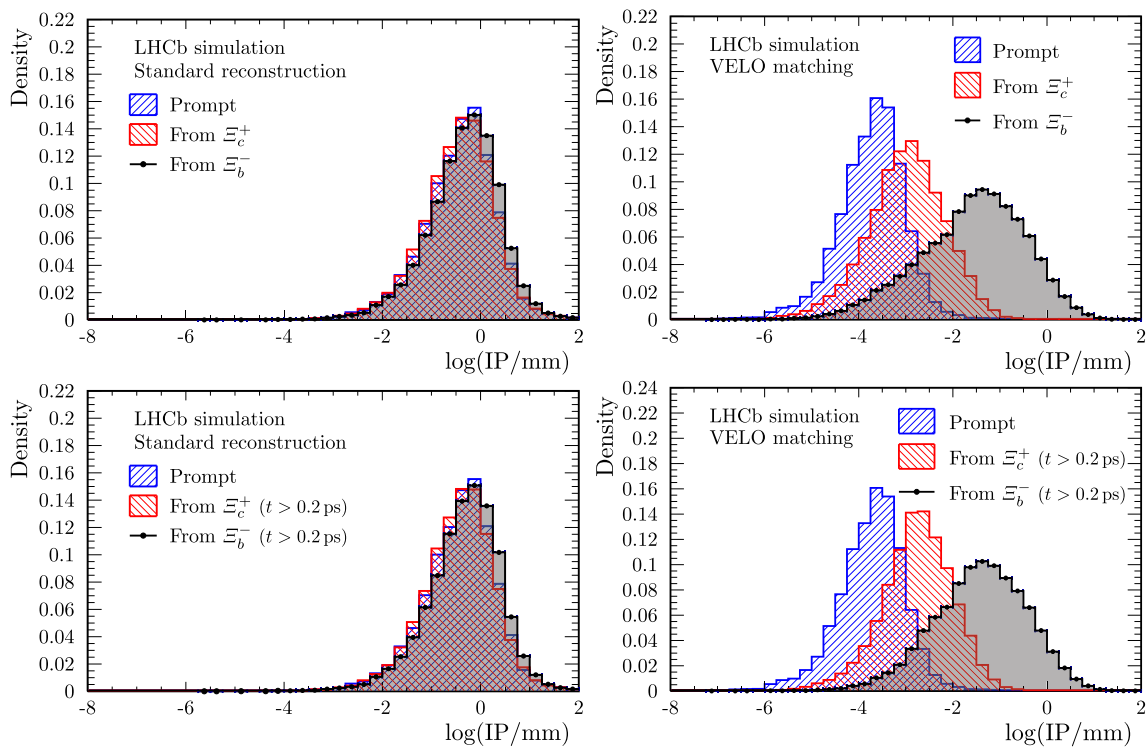 0.22
0.2
0.18
0.16
0.14
0.12
0.1
0.08
0.06
0.04
0.02
0
Density
LHCb simulation
Standard reconstruction
Prompt
From Ξc+
From Ξb−
-8 -6 -4 -2 0 2
log(IP/mm)
0.22
0.2
0.18
0.16
0.14
0.12
0.1
0.08
0.06
0.04
0.02
0
Density
LHCb simulation
VELO matching
Prompt
From Ξc+
From Ξb−
-8 -6 -4 -2 0 2
log(IP/mm)
0.22
0.2
0.18
0.16
0.14
0.12
0.1
0.08
0.06
0.04
0.02
0
Density
LHCb simulation
Standard reconstruction
Prompt
From Ξc+ (t > 0.2 ps)
From Ξb− (t > 0.2 ps)
-8 -6 -4 -2 0 2
log(IP/mm)
0.24
0.22
0.2
0.18
0.16
0.14
0.12
0.1
0.08
0.06
0.04
0.02
0
Density
LHCb simulation
VELO matching
Prompt
From Ξc+ (t > 0.2 ps)
From Ξb− (t > 0.2 ps)
-8 -6 -4 -2 0 2
log(IP/mm)